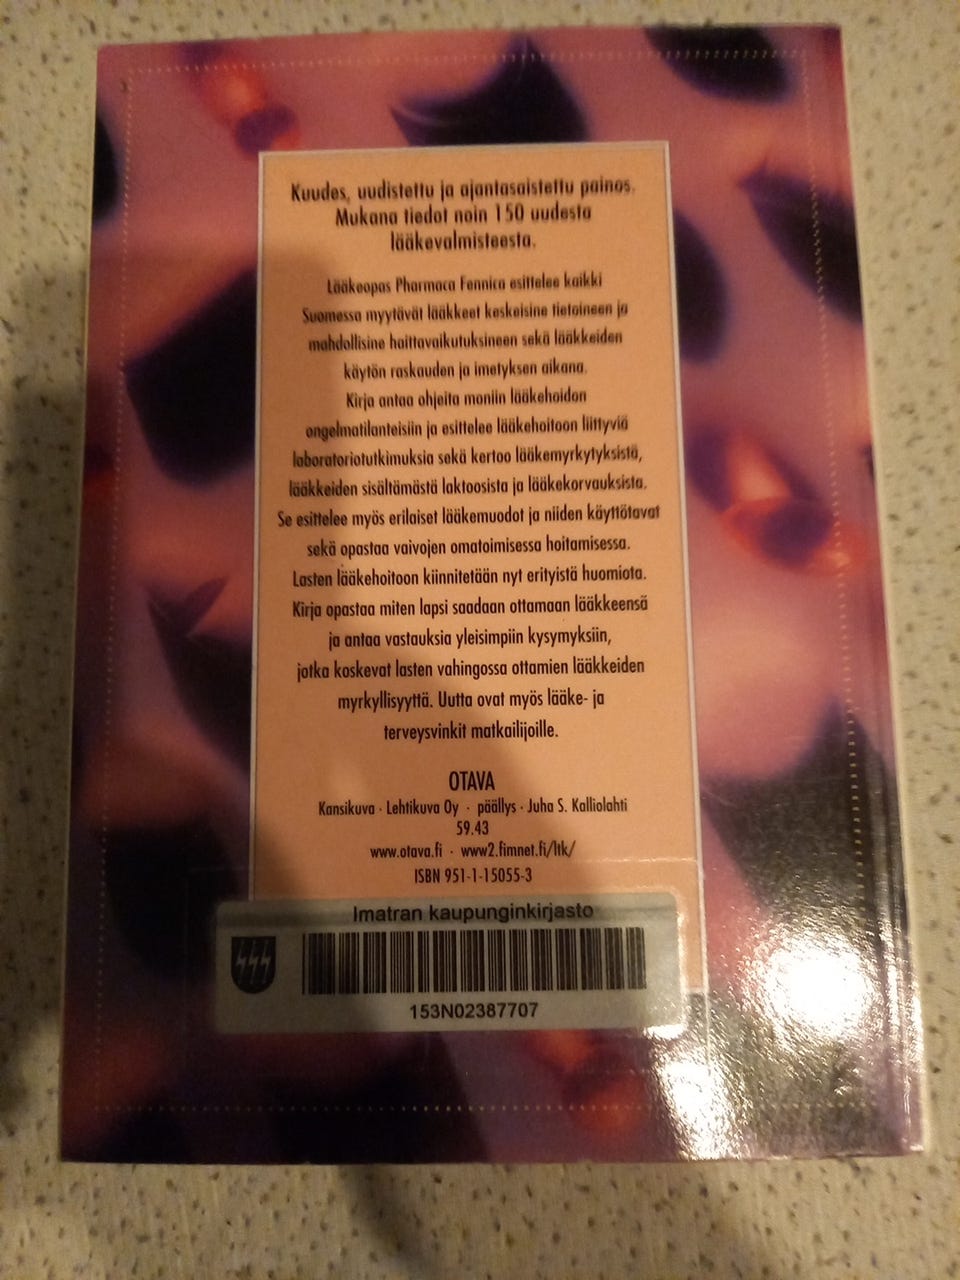 Kuudes, uudistettu ja ajantasaistettu painos.
Mukana tiedot noin 150 uudesta
lääkevalmisteesta.
Lääkeopas Pharmaca Fennica esittelee kaikki
Suomessa myytävät lääkkeet keskeisine tietoineen ja
mahdollisine haittavaikutuksineen sekä lääkkeiden
käytön raskauden ja imetyksen aikana.
Kirja antaa ohjeita moniin lääkehoidon
ongelmatilanteisiin ja esittelee lääkehoitoon liittyviä
laboratoriotutkimuksia sekä kertoo lääkemyrkytyksistä,
lääkkeiden sisältämästä laktoosista ja lääkekorvauksista.
Se esittelee myös erilaiset lääkemuodot ja niiden käyttötavat
sekä opastaa vaivojen omatoimisessa hoitamisessa.
Lasten lääkehoitoon kiinnitetään nyt erityistä huomiota.
Kirja opastaa miten lapsi saadaan ottamaan lääkkeensä
ja antaa vastauksia yleisimpiin kysymyksiin,
jotka koskevat lasten vahingossa ottamien lääkkeiden
myrkyllisyyttä. Uutta ovat myös lääke- ja
terveysvinkit matkailijoille.
OTAVA
Kansikuva · Lehtikuva Oy · päällys · Juha S. Kalliolahti
59.43
www.otava.fi · www2.fimnet.fi/ltk/
ISBN 951-1-15055-3
Imatran kaupunginkirjasto
153N02387707